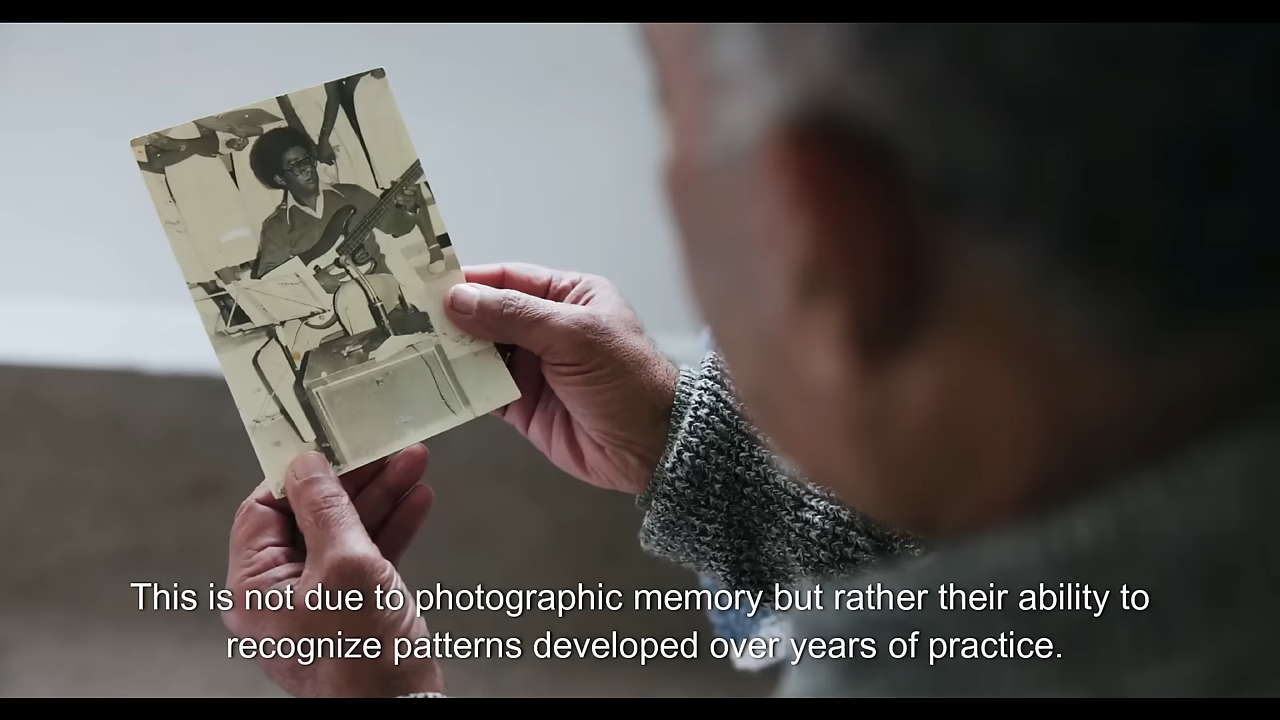 This is not due to photographic memory but rather their ability to
recognize patterns developed over years of practice.